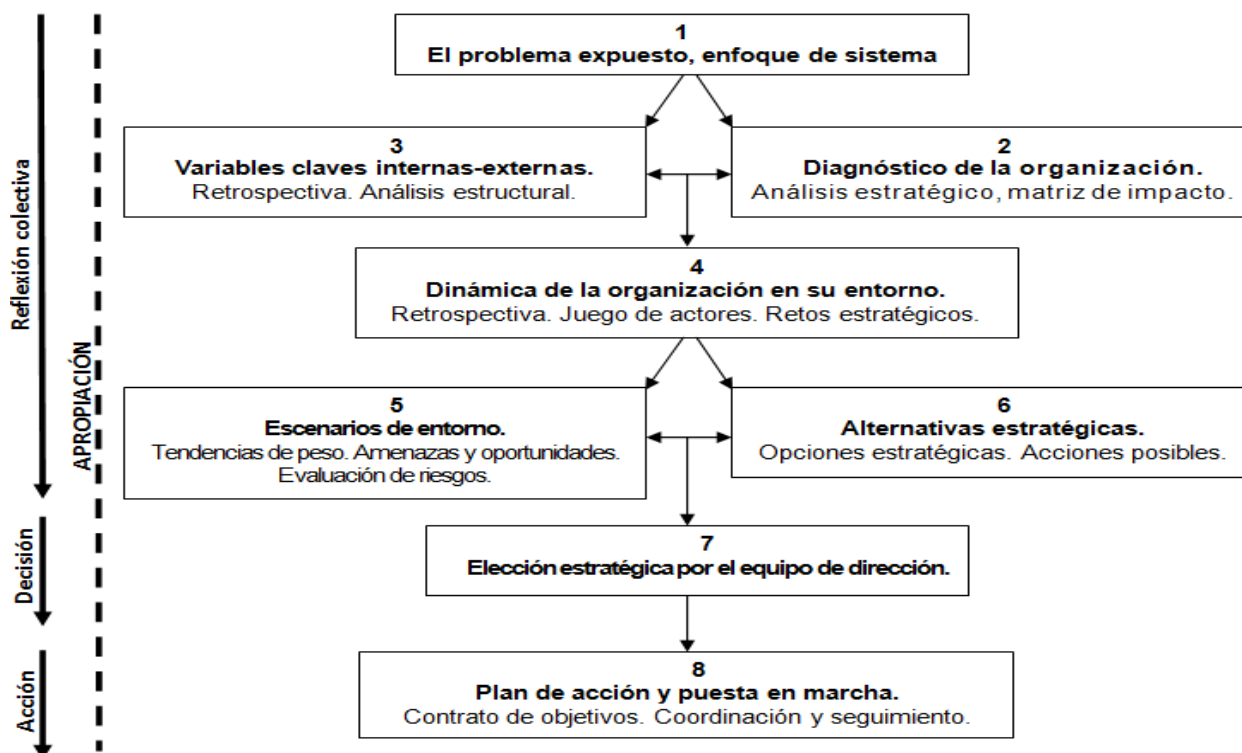 1
El problema expuesto, enfoque de sistema
3
Variables claves internas-externas.
Retrospectiva. Análisis estructural.
2
Diagnóstico de la organización.
Análisis estratégico, matriz de impacto.
4
Dinámica de la organización en su entorno.
Retrospectiva. Juego de actores. Retos estratégicos.
5
Escenarios de entorno.
Tendencias de peso. Amenazas y oportunidades.
Evaluación de riesgos.
6
Alternativas estratégicas.
Opciones estratégicas. Acciones posibles.
7
Elección estratégica por el equipo de dirección.
8
Plan de acción y puesta en marcha.
Contrato de objetivos. Coordinación y seguimiento.
Reflexión colectiva
Decisión
Acción
APROPIACIÓN